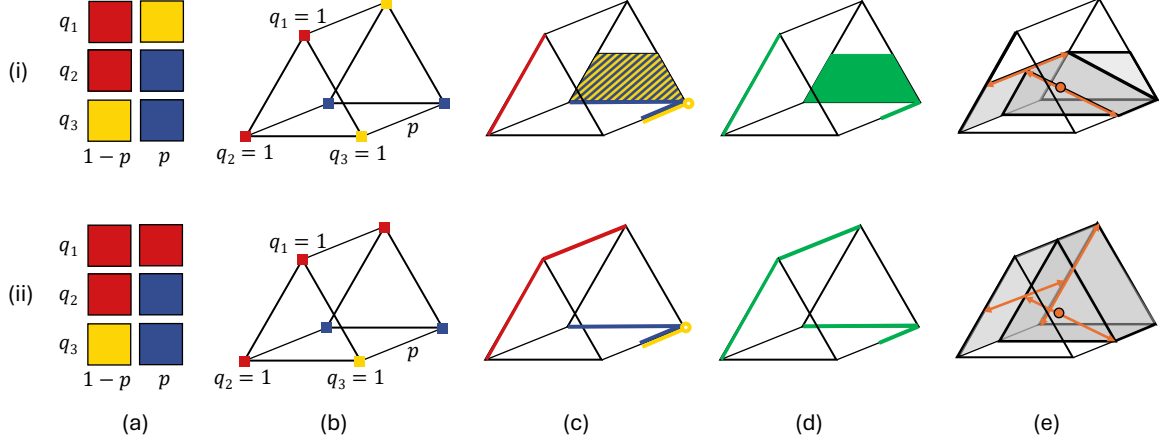 q₁
q₂
q₃
1 − p p
(i)
q₁ = 1
p
q₂ = 1 q₃ = 1
q₁
q₂
q₃
1 − p p
(ii)
q₁ = 1
p
q₂ = 1 q₃ = 1
(a) (b) (c) (d) (e)